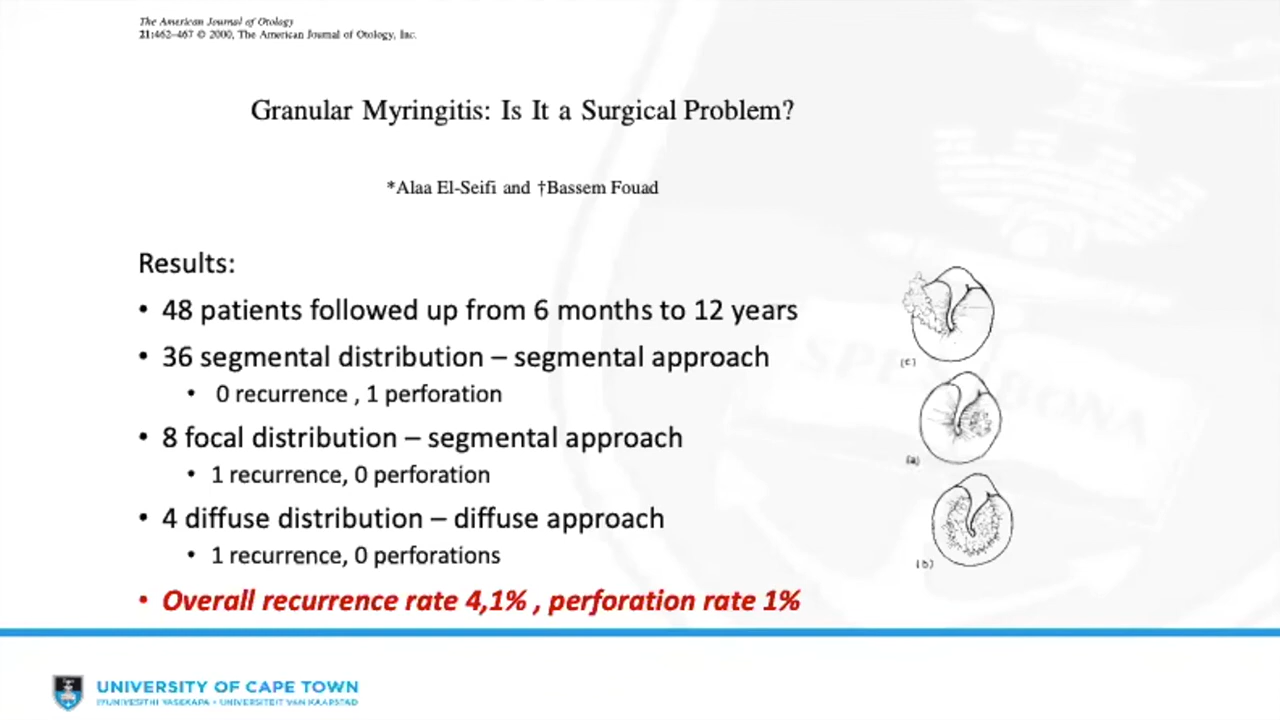 The American Journal of Otology
21:462–467 © 2000, The American Journal of Otology, Inc.
Granular Myringitis: Is It a Surgical Problem?
*Alaa El-Seifi and †Bassem Fouad
Results:
• 48 patients followed up from 6 months to 12 years
• 36 segmental distribution – segmental approach
• 0 recurrence , 1 perforation
• 8 focal distribution – segmental approach
• 1 recurrence, 0 perforation
• 4 diffuse distribution – diffuse approach
• 1 recurrence, 0 perforations
• Overall recurrence rate 4,1% , perforation rate 1%
(c)
(a)
(b)
SPES BONA
UNIVERSITY OF CAPE TOWN
IYUNIVESITHI YASEKAPA • UNIVERSITEIT VAN KAAPSTAD